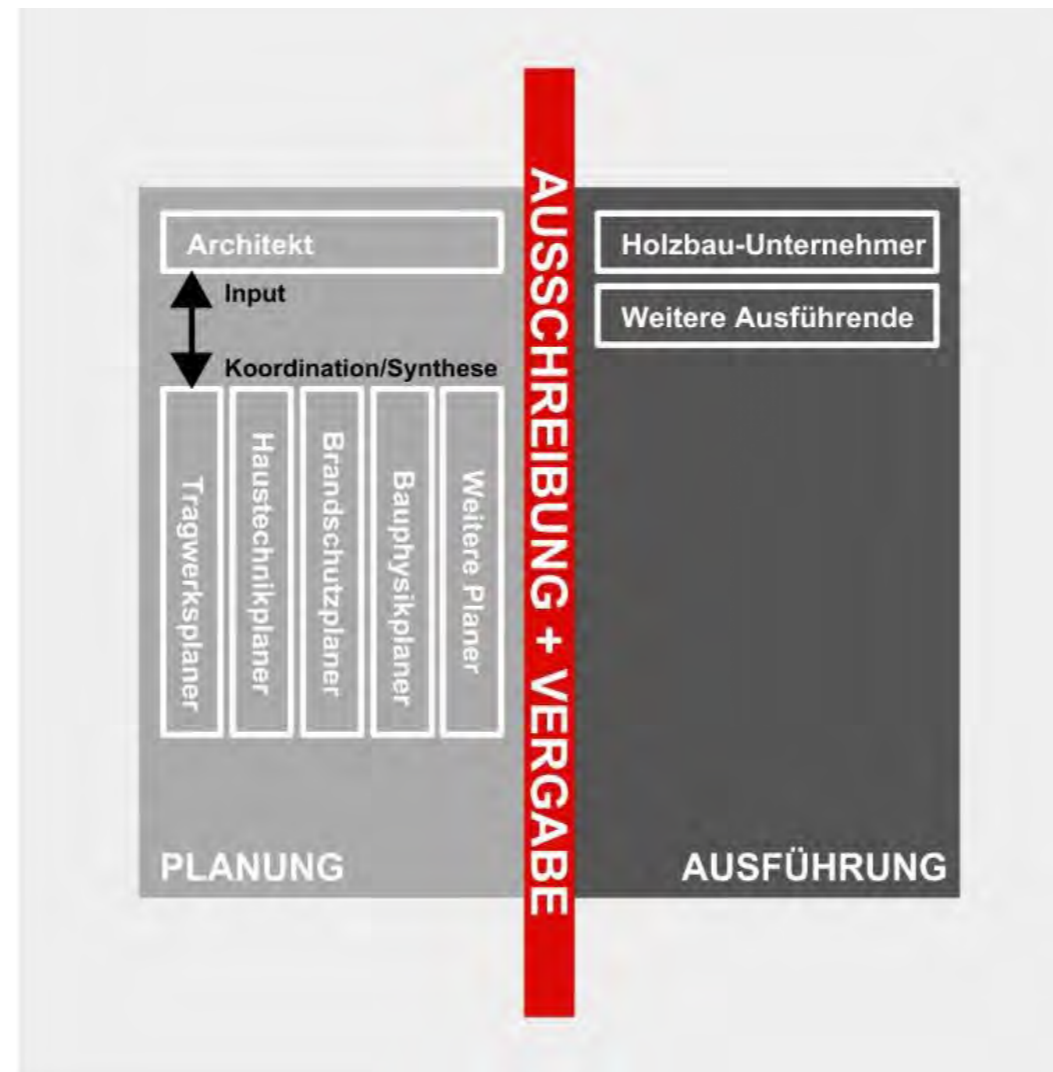 Architekt
Input
Koordination/Synthese
Tragwerksplaner
Haustechnikplaner
Brandschutzplaner
Bauphysikplaner
Weitere Planer
PLANUNG
AUSSCHREIBUNG + VERGABE
Holzbau-Unternehmer
Weitere Ausführende
AUSFÜHRUNG